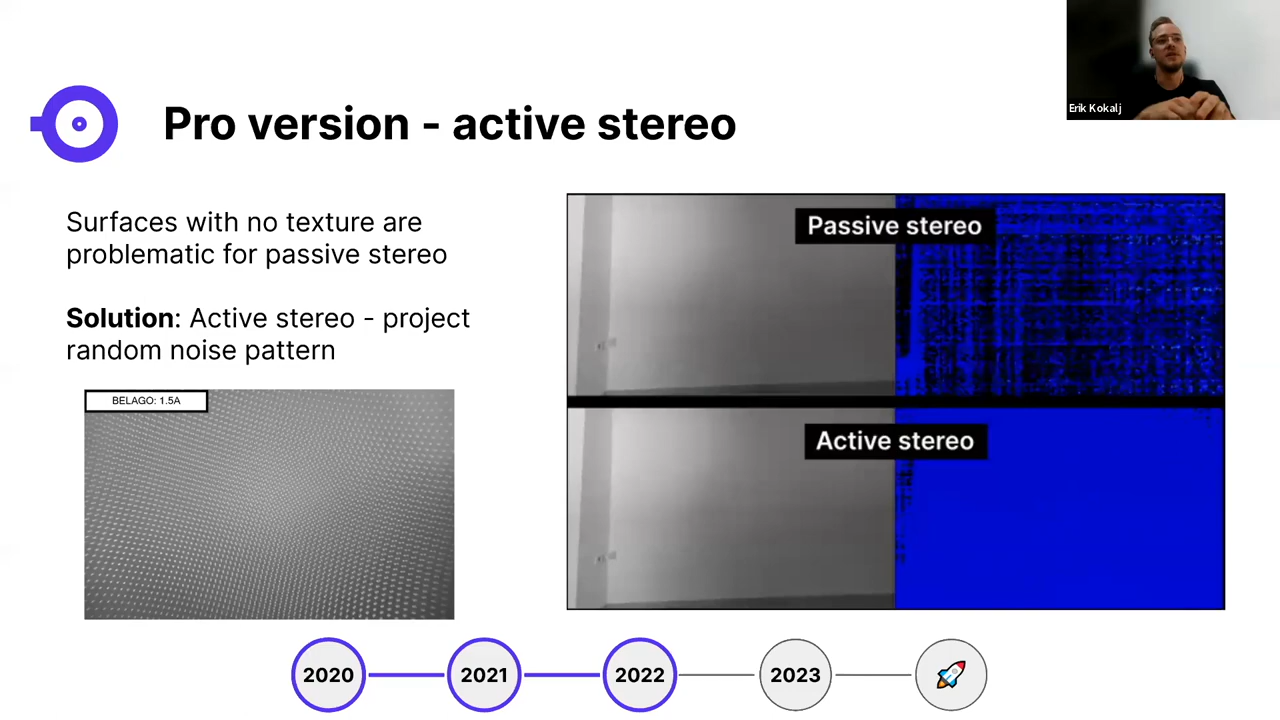 Erik Kokalj
Pro version - active stereo
Surfaces with no texture are
problematic for passive stereo
Solution: Active stereo - project
random noise pattern
BELAGO: 1.5A
Passive stereo
Active stereo
2020
2021
2022
2023